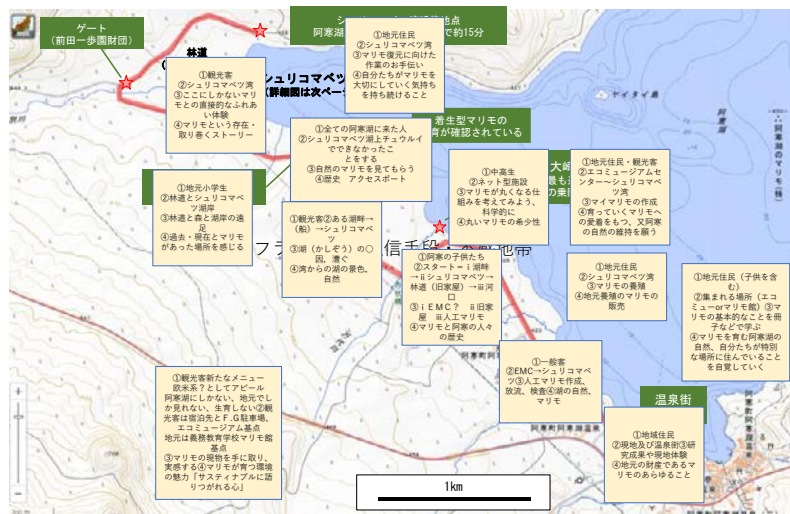 ゲート
(前田一歩園財団)
林道
約15分
シュリコマベツ
(詳細図は次ページ
①地元住民
②シュリコマベツ湾
③マリモ復元に向けた
作業のお手伝い
④自分たちがマリモを
大切にしていく気持ち
を持ち続けること
ヤイタイ島
阿寒湖
阿寒湖のマリモ(特)
①観光客
②シュリコマベツ湾
③ここにしかないマリ
モとの直接的なふれあ
い体験
④マリモという存在・
取り巻くストーリー
着生型マリモの
育が確認されている
①全ての阿寒湖に来た人
②シュリコマベツ湖上チュウルイ
でできなかったこ
とをする
③自然のマリモを見てもらう
④歴史 アクセスポート
①中高生
②ネット型施設
③マリモが丸くなる仕
組みを考えてみよう、
科学的に
④丸いマリモの希少性
大崎
①地元住民・観光客
②エコミュージアムセ
ンター~シュリコマベツ
湾
③マイマリモの作成
④育っていくマリモへ
の愛着をもつ、又阿寒
の自然の維持を願う
①地元小学生
②林道とシュリコマベ
ツ湖岸
③林道と森と湖岸の遠
足
④過去・現在とマリモ
があった場所を感じる
①観光客②ある湖畔→
(船)→シュリコマベ
ツ
③湖(かしぞう)の○
因、漕ぐ
④湾からの湖の景色、
自然
信手段・
地帯
①阿寒の子供たち
②スタート=ⅰ湖畔
→ⅱシュリコマベツ→
林道(旧家屋)→ⅲ河
口
③ⅰEMC? ⅱ旧家
屋 ⅲ人工マリモ
④マリモと阿寒の人々
の歴史
①地元住民
②シュリコマベツ湾
③マリモの養殖
④地元養殖のマリモの
販売
①地元住民(子供を含
む)
②集まれる場所(エコ
ミューorマリモ館)③マ
リモの基本的なことを冊
子などで学ぶ
④マリモを育む阿寒湖の
自然、自分たちが特別
な場所に住んでいること
を自覚していく
①一般客
②EMC→シュリコマベ
ツ③人工マリモ作成、
放流、検査④湖の自然、
マリモ
①観光客新たなメニュー
欧米系?としてアピール
阿寒湖にしかない、地元でし
か見れない、生育しない②観
光客は宿泊先とF.G駐車場、
エコミュージアム基点
地元は義務教育学校マリモ館
基点
③マリモの現物を手に取り、
実感する④マリモが育つ環境
の魅力「サスティナブルに語
りつがれる心」
温泉街
①地域住民
②現地及び温泉街③研
究成果や現地体験
④地元の財産である
マリモのあらゆること
1km